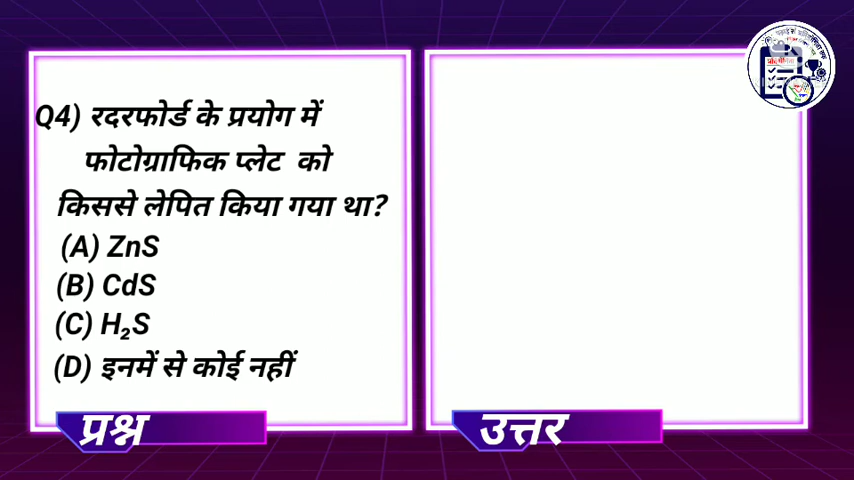 Q4) रदरफोर्ड के प्रयोग में
फोटोग्राफिक प्लेट को
किससे लेपित किया गया था?
(A) ZnS
(B) CdS
(C) H₂S
(D) इनमें से कोई नहीं
प्रश्न
उत्तर